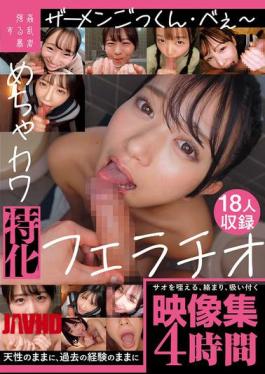 ザーメンごっくん・べぇ～
めちゃカワ
特化
フェラチオ
18人
収録
サオを咥える、締まり、吸い付く
映像集
4時間
JAVHD
天性のままに、過去の経験のままに